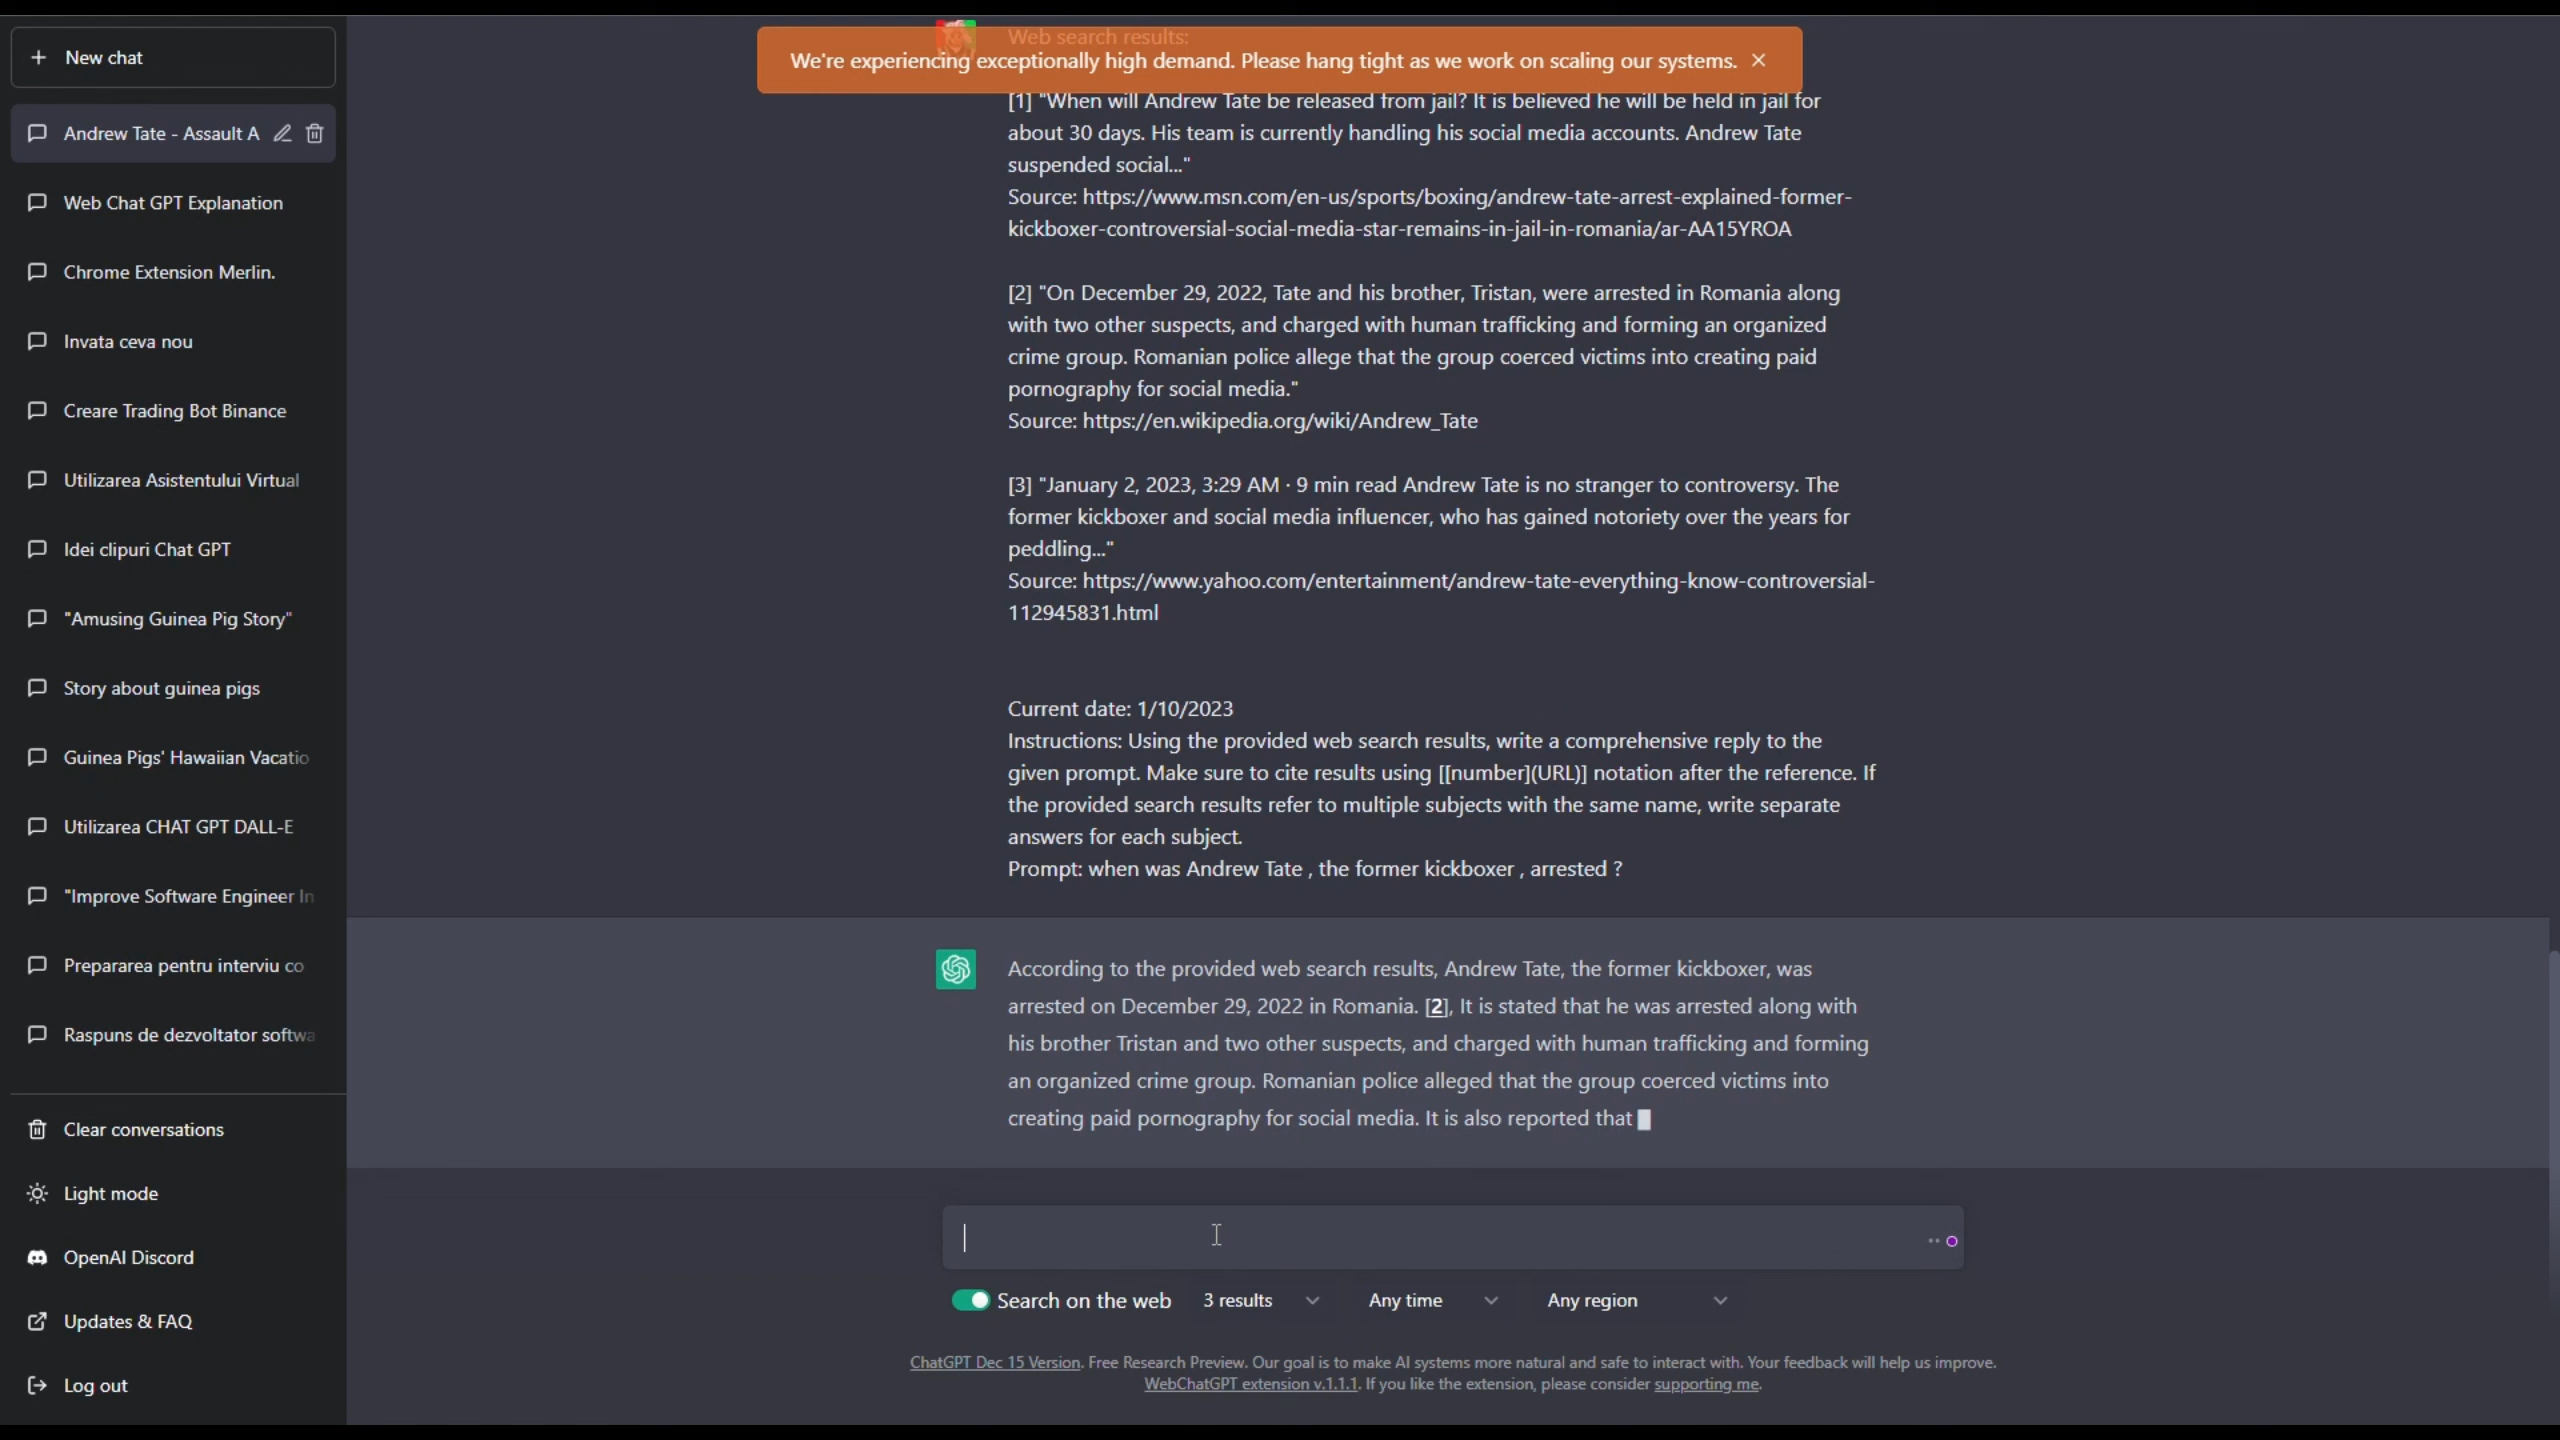 New chat
Andrew Tate - Assault A
Web Chat GPT Explanation
Chrome Extension Merlin.
Invata ceva nou
Creare Trading Bot Binance
Utilizarea Asistentului Virtual
Idei clipuri Chat GPT
"Amusing Guinea Pig Story"
Story about guinea pigs
Guinea Pigs' Hawaiian Vacatio
Utilizarea CHAT GPT DALL-E
"Improve Software Engineer In
Prepararea pentru interviu co
Raspuns de dezvoltator softwa
Clear conversations
Light mode
OpenAI Discord
Updates & FAQ
Log out
Web search results:
We're experiencing exceptionally high demand. Please hang tight as we work on scaling our systems.
[1] "When will Andrew Tate be released from jail? It is believed he will be held in jail for
about 30 days. His team is currently handling his social media accounts. Andrew Tate
suspended social..."
Source: https://www.msn.com/en-us/sports/boxing/andrew-tate-arrest-explained-former-
kickboxer-controversial-social-media-star-remains-in-jail-in-romania/ar-AA15YROA
[2] "On December 29, 2022, Tate and his brother, Tristan, were arrested in Romania along
with two other suspects, and charged with human trafficking and forming an organized
crime group. Romanian police allege that the group coerced victims into creating paid
pornography for social media."
Source: https://en.wikipedia.org/wiki/Andrew_Tate
[3] "January 2, 2023, 3:29 AM · 9 min read Andrew Tate is no stranger to controversy. The
former kickboxer and social media influencer, who has gained notoriety over the years for
peddling..."
Source: https://www.yahoo.com/entertainment/andrew-tate-everything-know-controversial-
112945831.html
Current date: 1/10/2023
Instructions: Using the provided web search results, write a comprehensive reply to the
given prompt. Make sure to cite results using [[number](URL)] notation after the reference. If
the provided search results refer to multiple subjects with the same name, write separate
answers for each subject.
Prompt: when was Andrew Tate , the former kickboxer , arrested ?
According to the provided web search results, Andrew Tate, the former kickboxer, was
arrested on December 29, 2022 in Romania. [2], It is stated that he was arrested along with
his brother Tristan and two other suspects, and charged with human trafficking and forming
an organized crime group. Romanian police alleged that the group coerced victims into
creating paid pornography for social media. It is also reported that
Search on the web 3 results Any time Any region
ChatGPT Dec 15 Version. Free Research Preview. Our goal is to make AI systems more natural and safe to interact with. Your feedback will help us improve.
WebChatGPT extension v.1.1.1. If you like the extension, please consider supporting me.